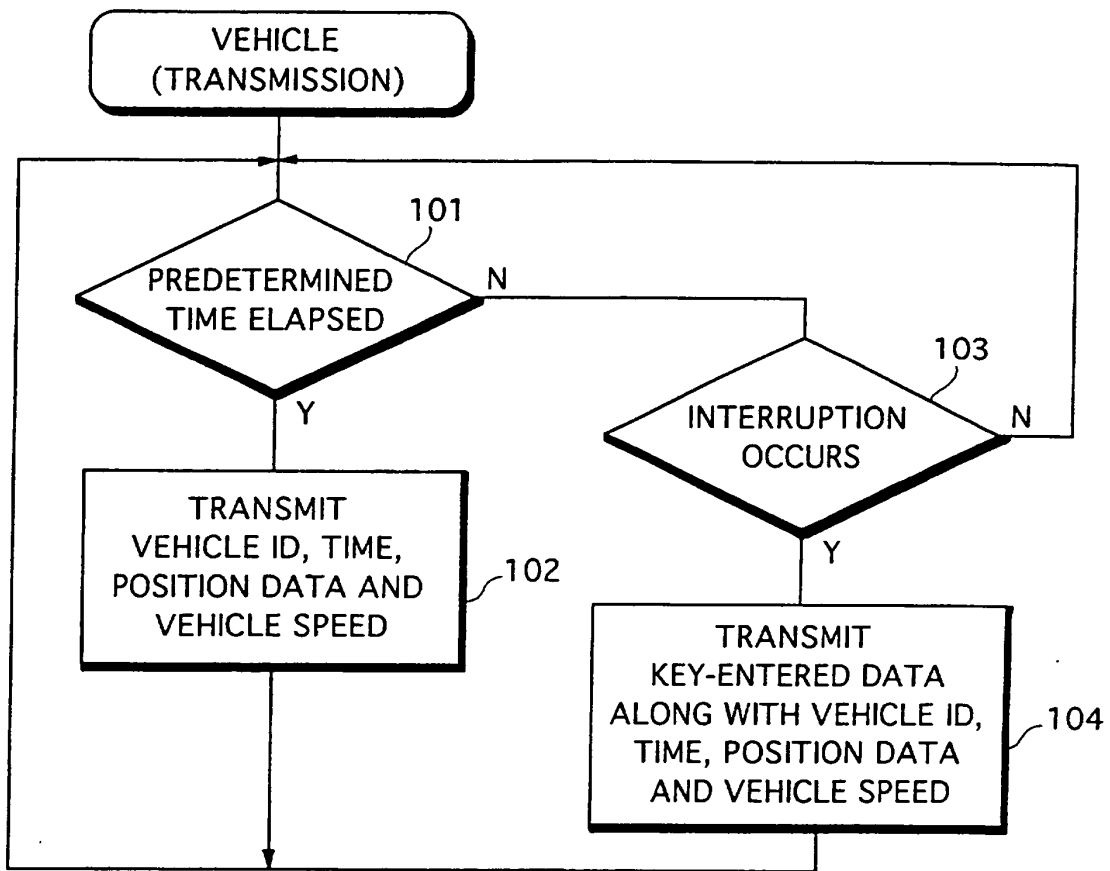 VEHICLE
(TRANSMISSION)
101
PREDETERMINED
TIME ELAPSED
N
Y
103
INTERRUPTION
OCCURS
N
Y
TRANSMIT
VEHICLE ID, TIME,
POSITION DATA AND
VEHICLE SPEED
102
TRANSMIT
KEY-ENTERED DATA
ALONG WITH VEHICLE ID,
TIME, POSITION DATA
AND VEHICLE SPEED
104